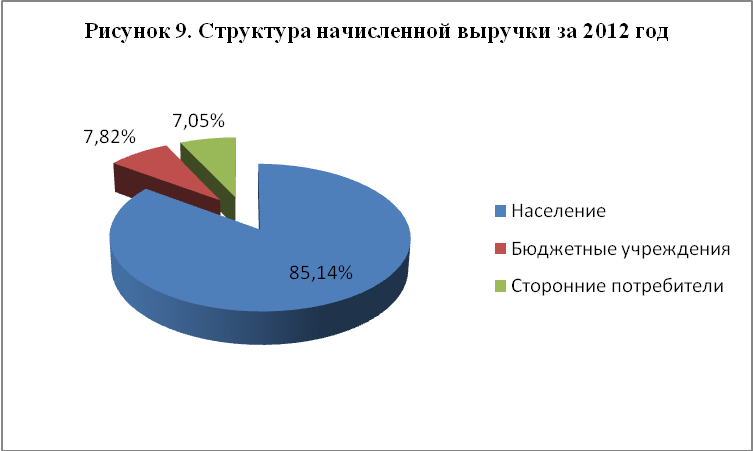 Рисунок 9. Структура начисленной выручки за 2012 год
7,05%
7,82%
85,14%
Население
Бюджетные учреждения
Сторонние потребители